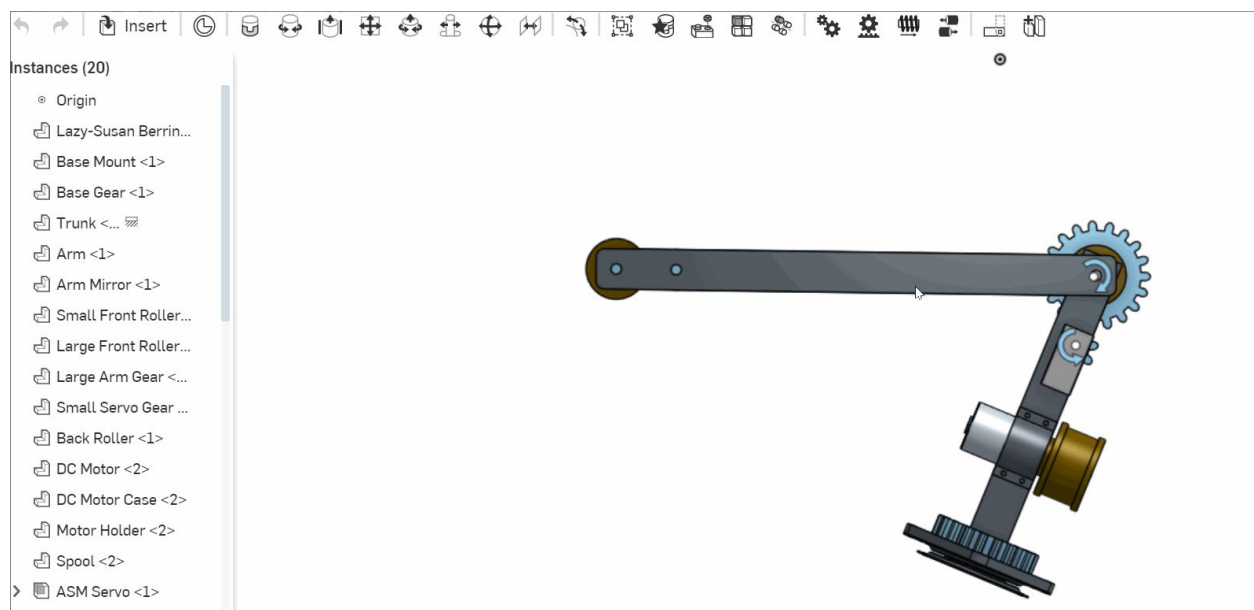 Insert
Instances (20)
Origin
Lazy-Susan Berrin...
Base Mount <1>
Base Gear <1>
Trunk <...
Arm <1>
Arm Mirror <1>
Small Front Roller...
Large Front Roller...
Large Arm Gear <...
Small Servo Gear ...
Back Roller <1>
DC Motor <2>
DC Motor Case <2>
Motor Holder <2>
Spool <2>
ASM Servo <1>